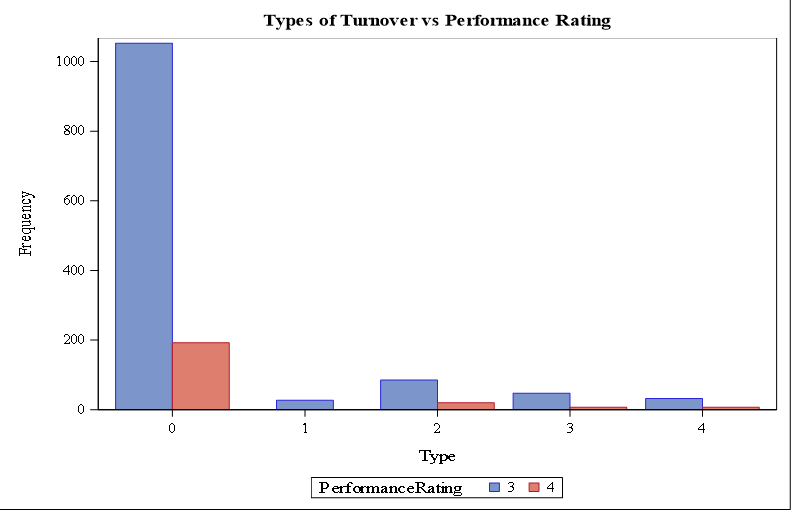 Types of Turnover vs Performance Rating
1000
800
600
400
200
0
Frequency
0 1 2 3 4
Type
PerformanceRating 3 4